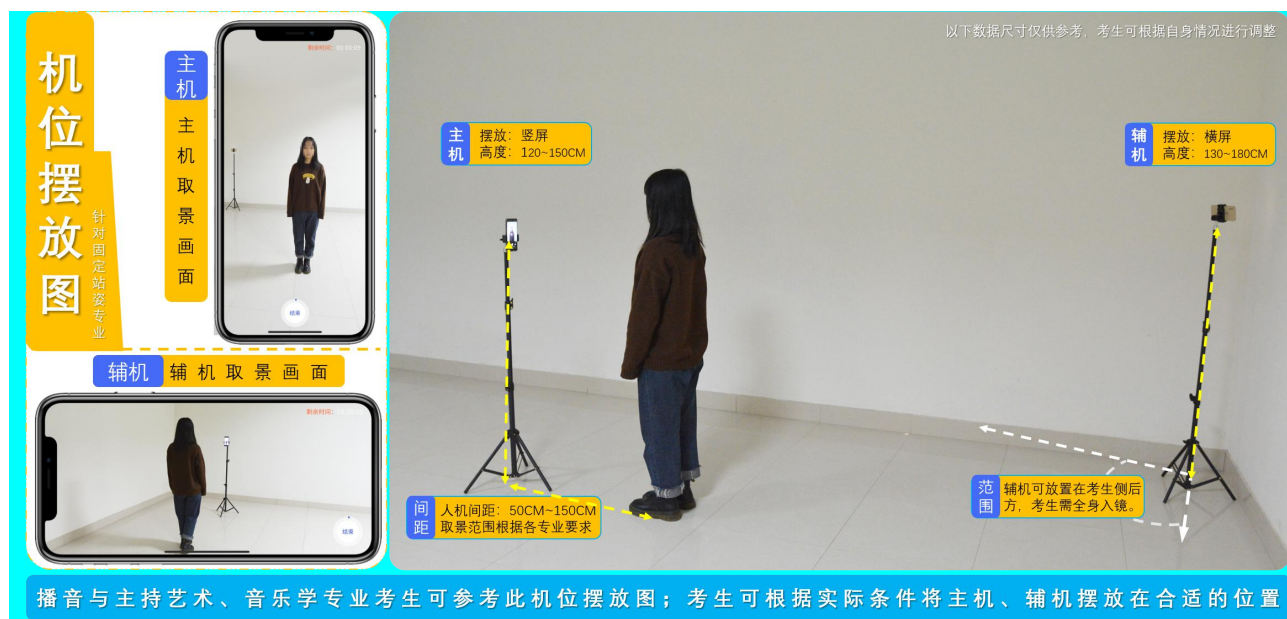 机位摆放图
针对固定站姿专业
主机
主机取景画面
剩余时间：
结束
辅机
辅机取景画面
剩余时间：
结束
以下数据尺寸仅供参考，考生可根据自身情况进行调整
主机
摆放：竖屏
高度：120~150CM
辅机
摆放：横屏
高度：130~180CM
间距
人机间距：50CM~150CM
取景范围根据各专业要求
范围
辅机可放置在考生侧后
方，考生需全身入镜。
播音与主持艺术、音乐学专业考生可参考此机位摆放图；考生可根据实际条件将主机、辅机摆放在合适的位置